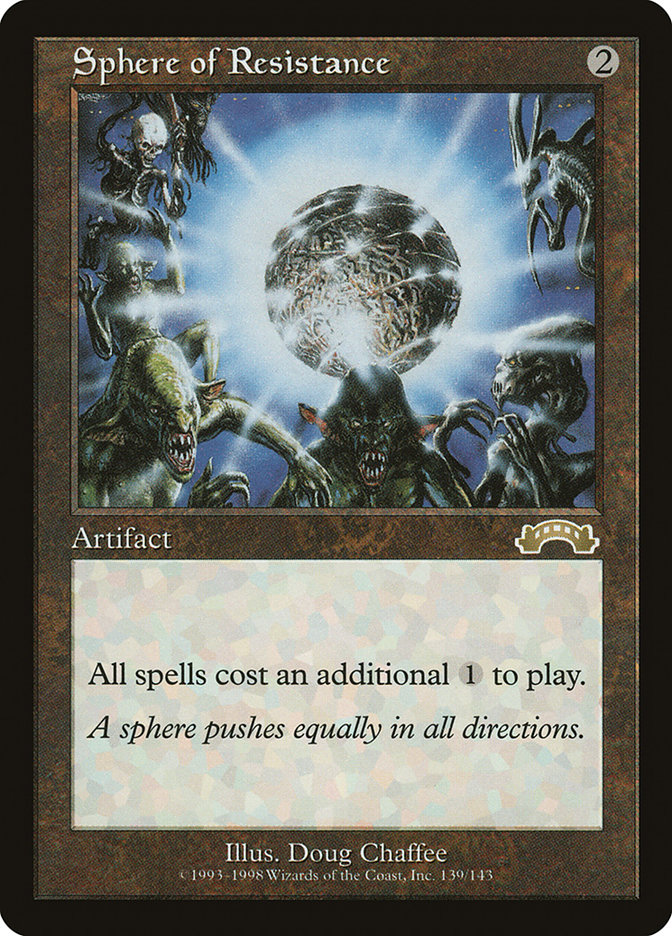 Sphere of Resistance
2
Artifact
All spells cost an additional 1 to play.
A sphere pushes equally in all directions.
Illus. Doug Chaffee
©1993–1998 Wizards of the Coast, Inc. 139/143